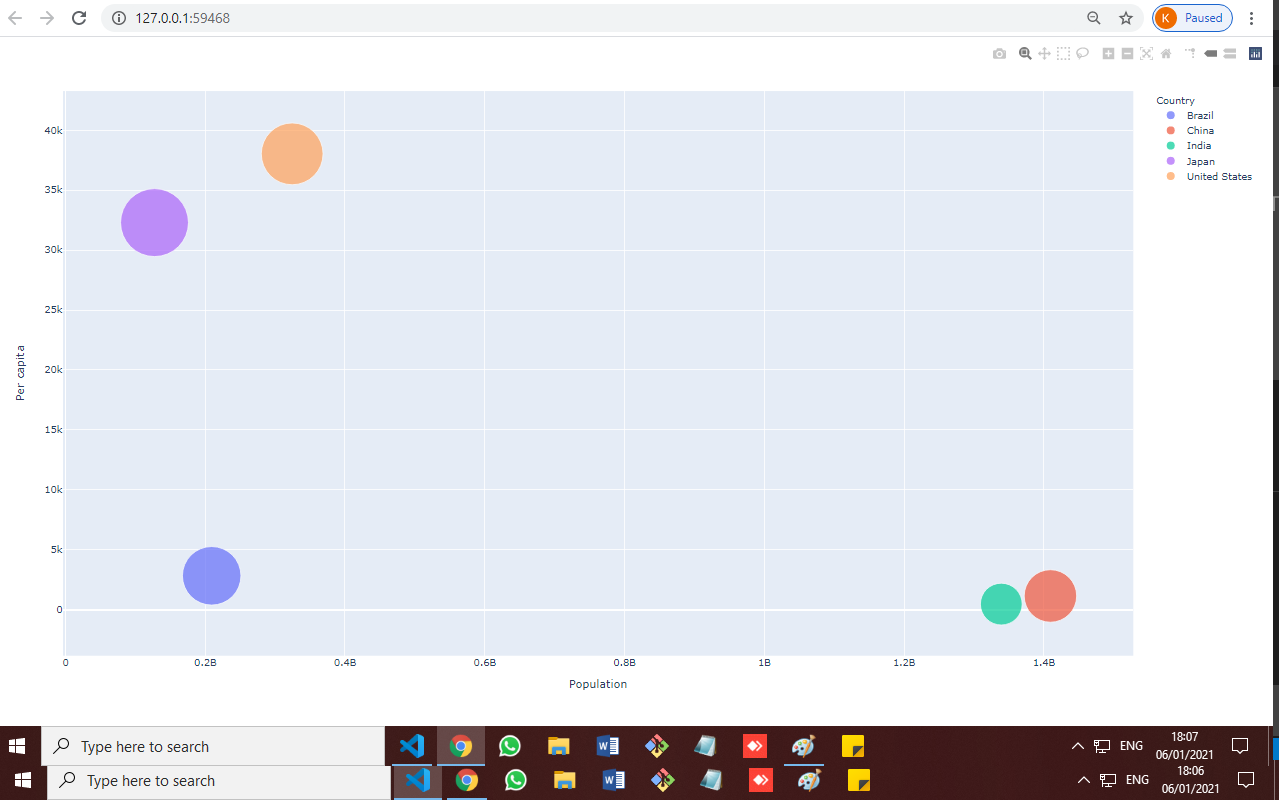 127.0.0.1:59468
K Paused
Country
Brazil
China
India
Japan
United States
40k
35k
30k
25k
20k
15k
10k
5k
0
Per capita
0 0.2B 0.4B 0.6B 0.8B 1B 1.2B 1.4B
Population
Type here to search
ENG
18:07
06/01/2021
Type here to search
ENG
18:06
06/01/2021